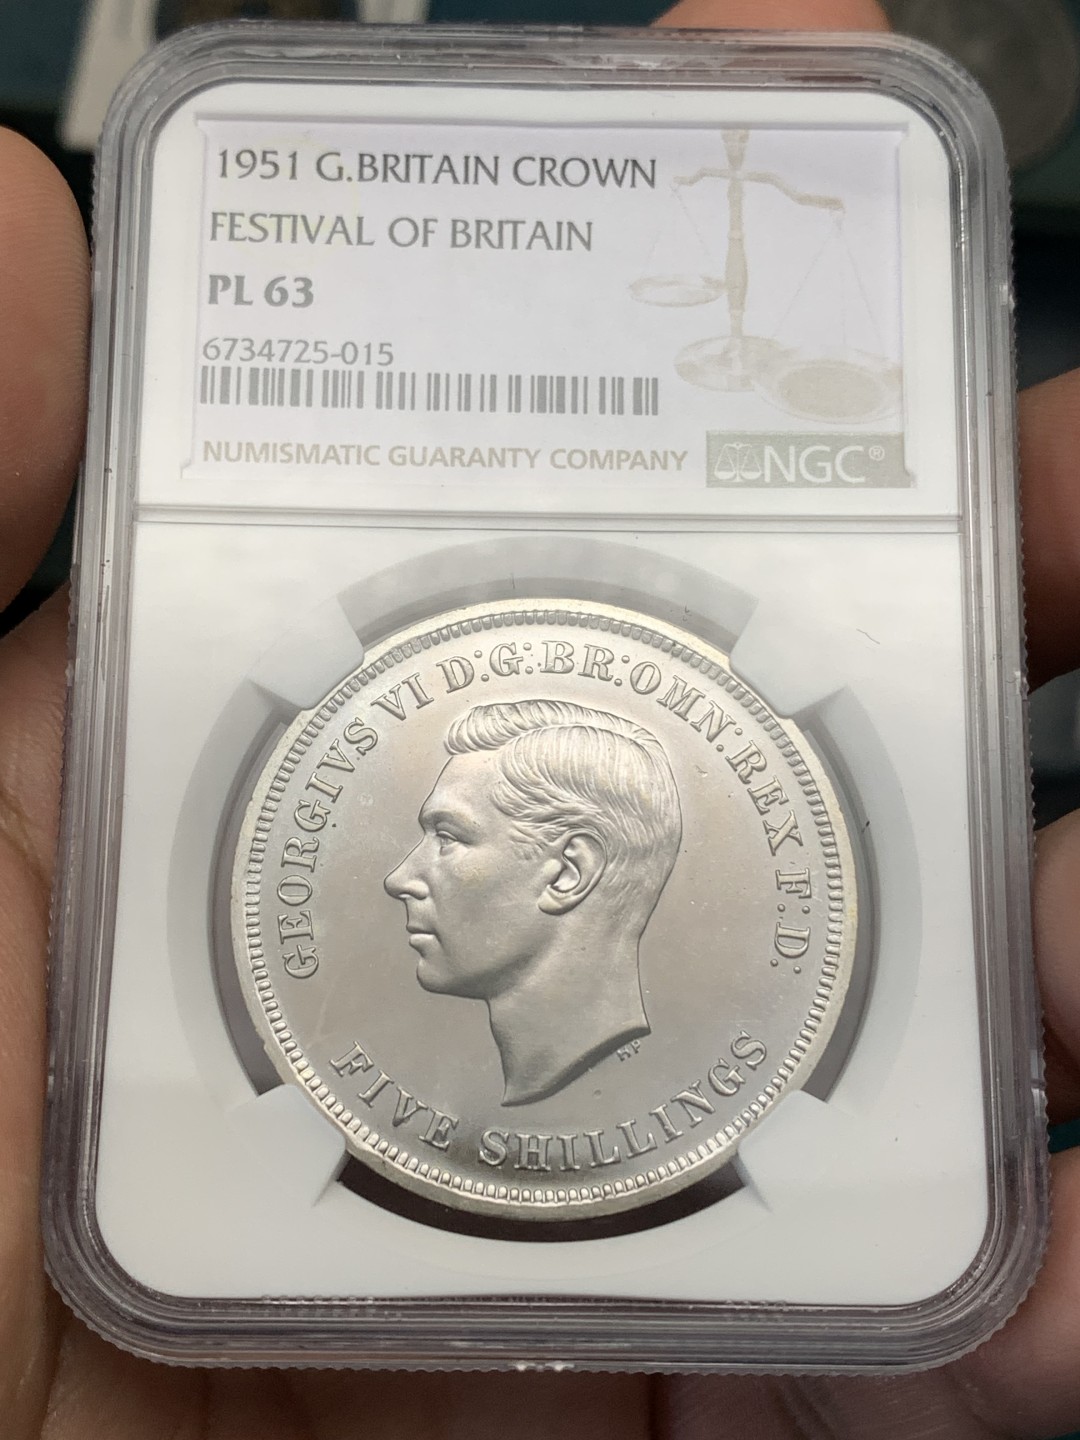 1951 G.BRITAIN CROWN
FESTIVAL OF BRITAIN
PL 63
6734725-015
NUMISMATIC GUARANTY COMPANY NGC®
GEORGIVS VI D:G:BR:OMN:REX F:D:
HP
FIVE SHILLINGS